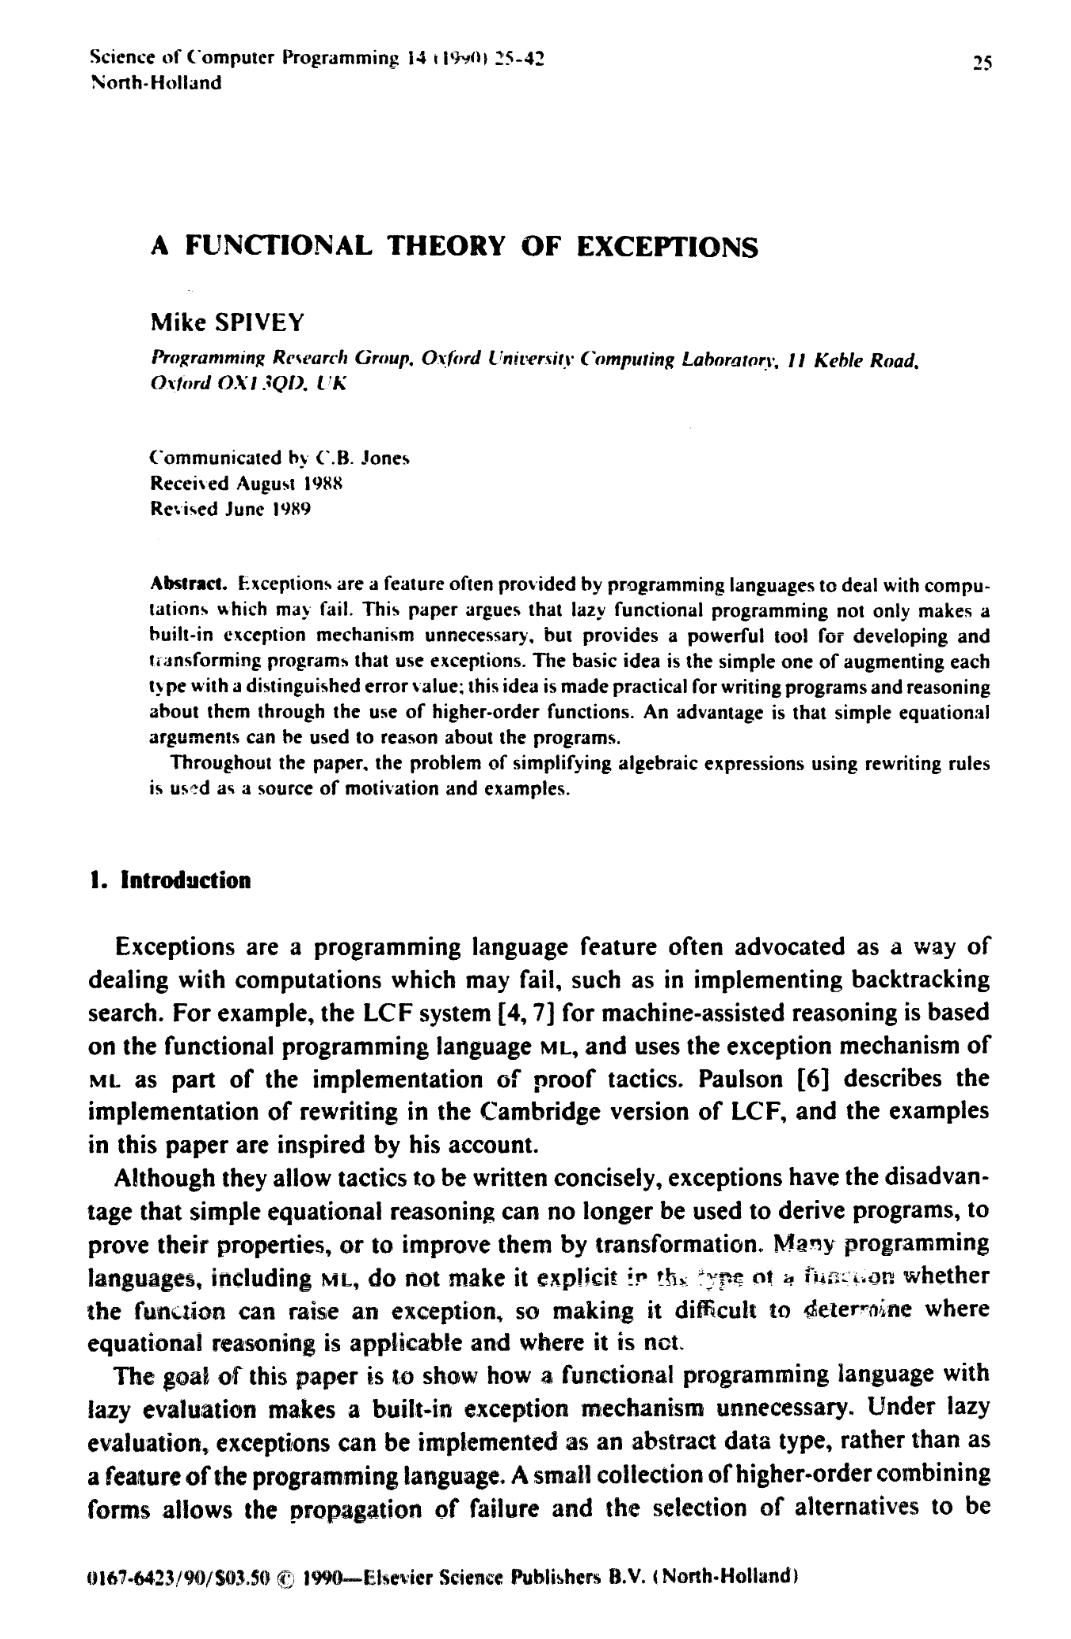 Science of Computer Programming 14 (1990) 25-42
25
North-Holland
A FUNCTIONAL THEORY OF EXCEPTIONS
Mike SPIVEY
Programming Research Group, Oxford University Computing Laboratory, 11 Keble Road,
Oxford OX1 3QD, UK
Communicated by C.B. Jones
Received August 1988
Revised June 1989
Abstract. Exceptions are a feature often provided by programming languages to deal with compu-
tations which may fail. This paper argues that lazy functional programming not only makes a
built-in exception mechanism unnecessary, but provides a powerful tool for developing and
transforming programs that use exceptions. The basic idea is the simple one of augmenting each
type with a distinguished error value; this idea is made practical for writing programs and reasoning
about them through the use of higher-order functions. An advantage is that simple equational
arguments can be used to reason about the programs.
Throughout the paper, the problem of simplifying algebraic expressions using rewriting rules
is used as a source of motivation and examples.
1. Introduction
Exceptions are a programming language feature often advocated as a way of
dealing with computations which may fail, such as in implementing backtracking
search. For example, the LCF system [4, 7] for machine-assisted reasoning is based
on the functional programming language ML, and uses the exception mechanism of
ML as part of the implementation of proof tactics. Paulson [6] describes the
implementation of rewriting in the Cambridge version of LCF, and the examples
in this paper are inspired by his account.
Although they allow tactics to be written concisely, exceptions have the disadvan-
tage that simple equational reasoning can no longer be used to derive programs, to
prove their properties, or to improve them by transformation. Many programming
languages, including ML, do not make it explicit in the type of a function whether
the function can raise an exception, so making it difficult to determine where
equational reasoning is applicable and where it is not.
The goal of this paper is to show how a functional programming language with
lazy evaluation makes a built-in exception mechanism unnecessary. Under lazy
evaluation, exceptions can be implemented as an abstract data type, rather than as
a feature of the programming language. A small collection of higher-order combining
forms allows the propagation of failure and the selection of alternatives to be
0167-6423/90/$03.50 © 1990—Elsevier Science Publishers B.V. (North-Holland)